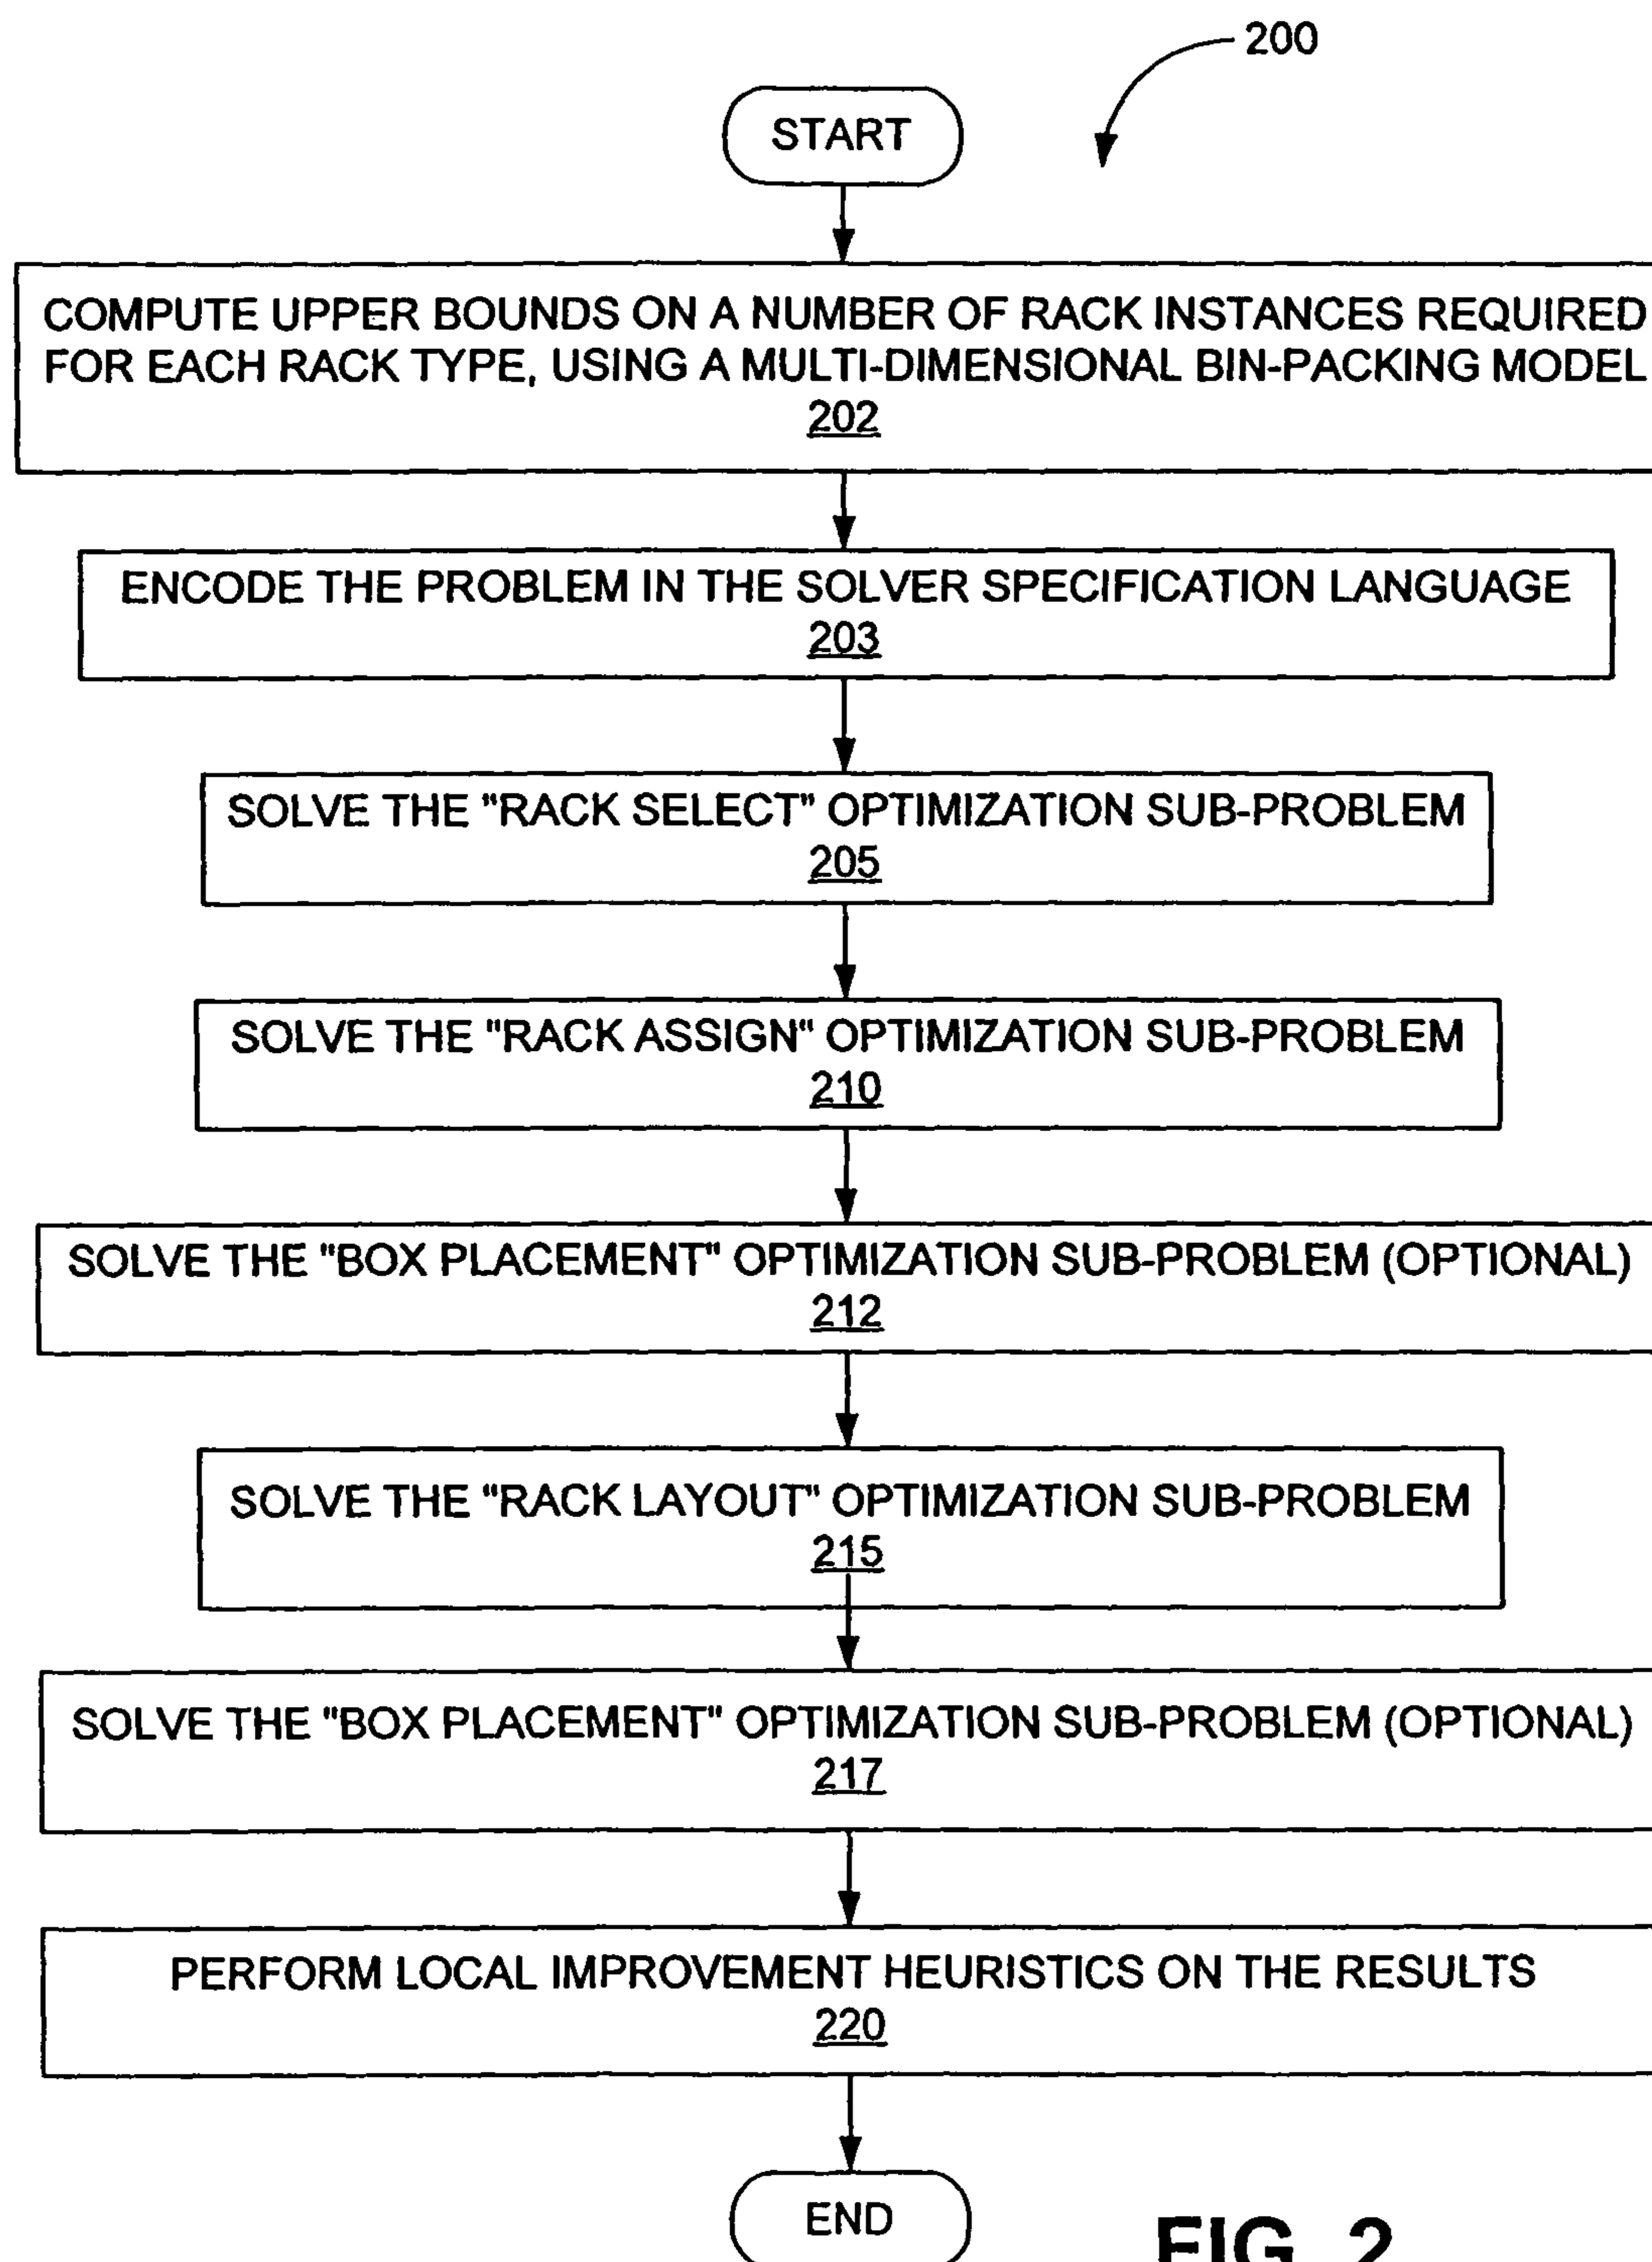 200
START
COMPUTE UPPER BOUNDS ON A NUMBER OF RACK INSTANCES REQUIRED
FOR EACH RACK TYPE, USING A MULTI-DIMENSIONAL BIN-PACKING MODEL
202
ENCODE THE PROBLEM IN THE SOLVER SPECIFICATION LANGUAGE
203
SOLVE THE "RACK SELECT" OPTIMIZATION SUB-PROBLEM
205
SOLVE THE "RACK ASSIGN" OPTIMIZATION SUB-PROBLEM
210
SOLVE THE "BOX PLACEMENT" OPTIMIZATION SUB-PROBLEM (OPTIONAL)
212
SOLVE THE "RACK LAYOUT" OPTIMIZATION SUB-PROBLEM
215
SOLVE THE "BOX PLACEMENT" OPTIMIZATION SUB-PROBLEM (OPTIONAL)
217
PERFORM LOCAL IMPROVEMENT HEURISTICS ON THE RESULTS
220
END
FIG. 2